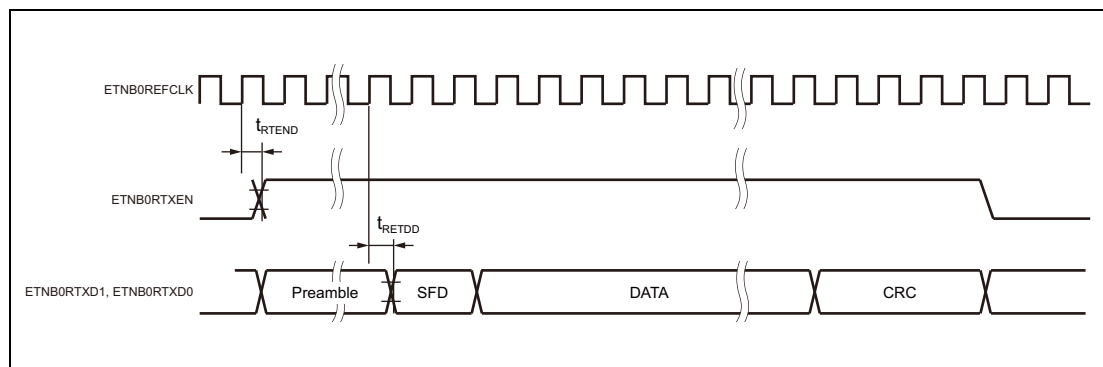 ETNB0REFCLK
tRTEND
ETNB0RTXEN
tRETDD
ETNB0RTXD1, ETNB0RTXD0
Preamble
SFD
DATA
CRC